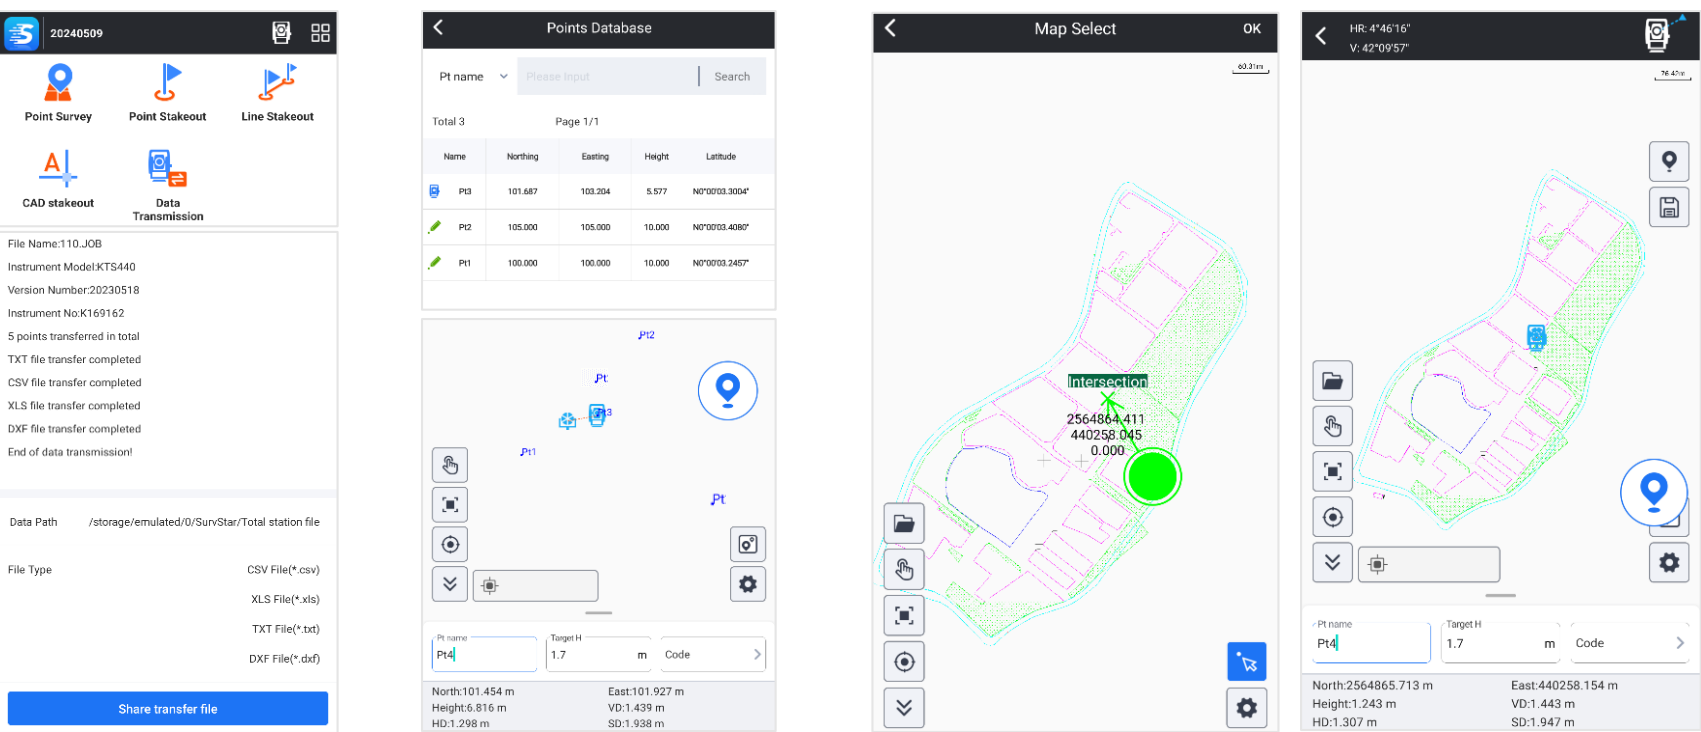 20240509
Point Survey
Point Stakeout
Line Stakeout
CAD stakeout
Data
Transmission
File Name:110.JOB
Instrument Model:KTS440
Version Number:20230518
Instrument No:K169162
5 points transferred in total
TXT file transfer completed
CSV file transfer completed
XLS file transfer completed
DXF file transfer completed
End of data transmission!
Data Path /storage/emulated/0/SurvStar/Total station file
File Type CSV File(*.csv)
XLS File(*.xls)
TXT File(*.txt)
DXF File(*.dxf)
Share transfer file
Points Database
Pt name Please Input Search
Total 3 Page 1/1
Name Northing Easting Height Latitude
Pt3 101.687 103.204 5.577 N0°00'03.3004"
Pt2 105.000 105.000 10.000 N0°00'03.4080"
Pt1 100.000 100.000 10.000 N0°00'03.2457"
Pt2
Pt
Pt3
Pt1
Pt
Pt name Target H
Pt4 1.7 m Code
North:101.454 m East:101.927 m
Height:6.816 m VD:1.439 m
HD:1.298 m SD:1.938 m
Map Select OK
60.31m
Intersection
2564864.411
440258.045
0.000
HR: 4°46'16"
V: 42°09'57"
76.42m
Pt name Target H
Pt4 1.7 m Code
North:2564865.713 m East:440258.154 m
Height:1.243 m VD:1.443 m
HD:1.307 m SD:1.947 m